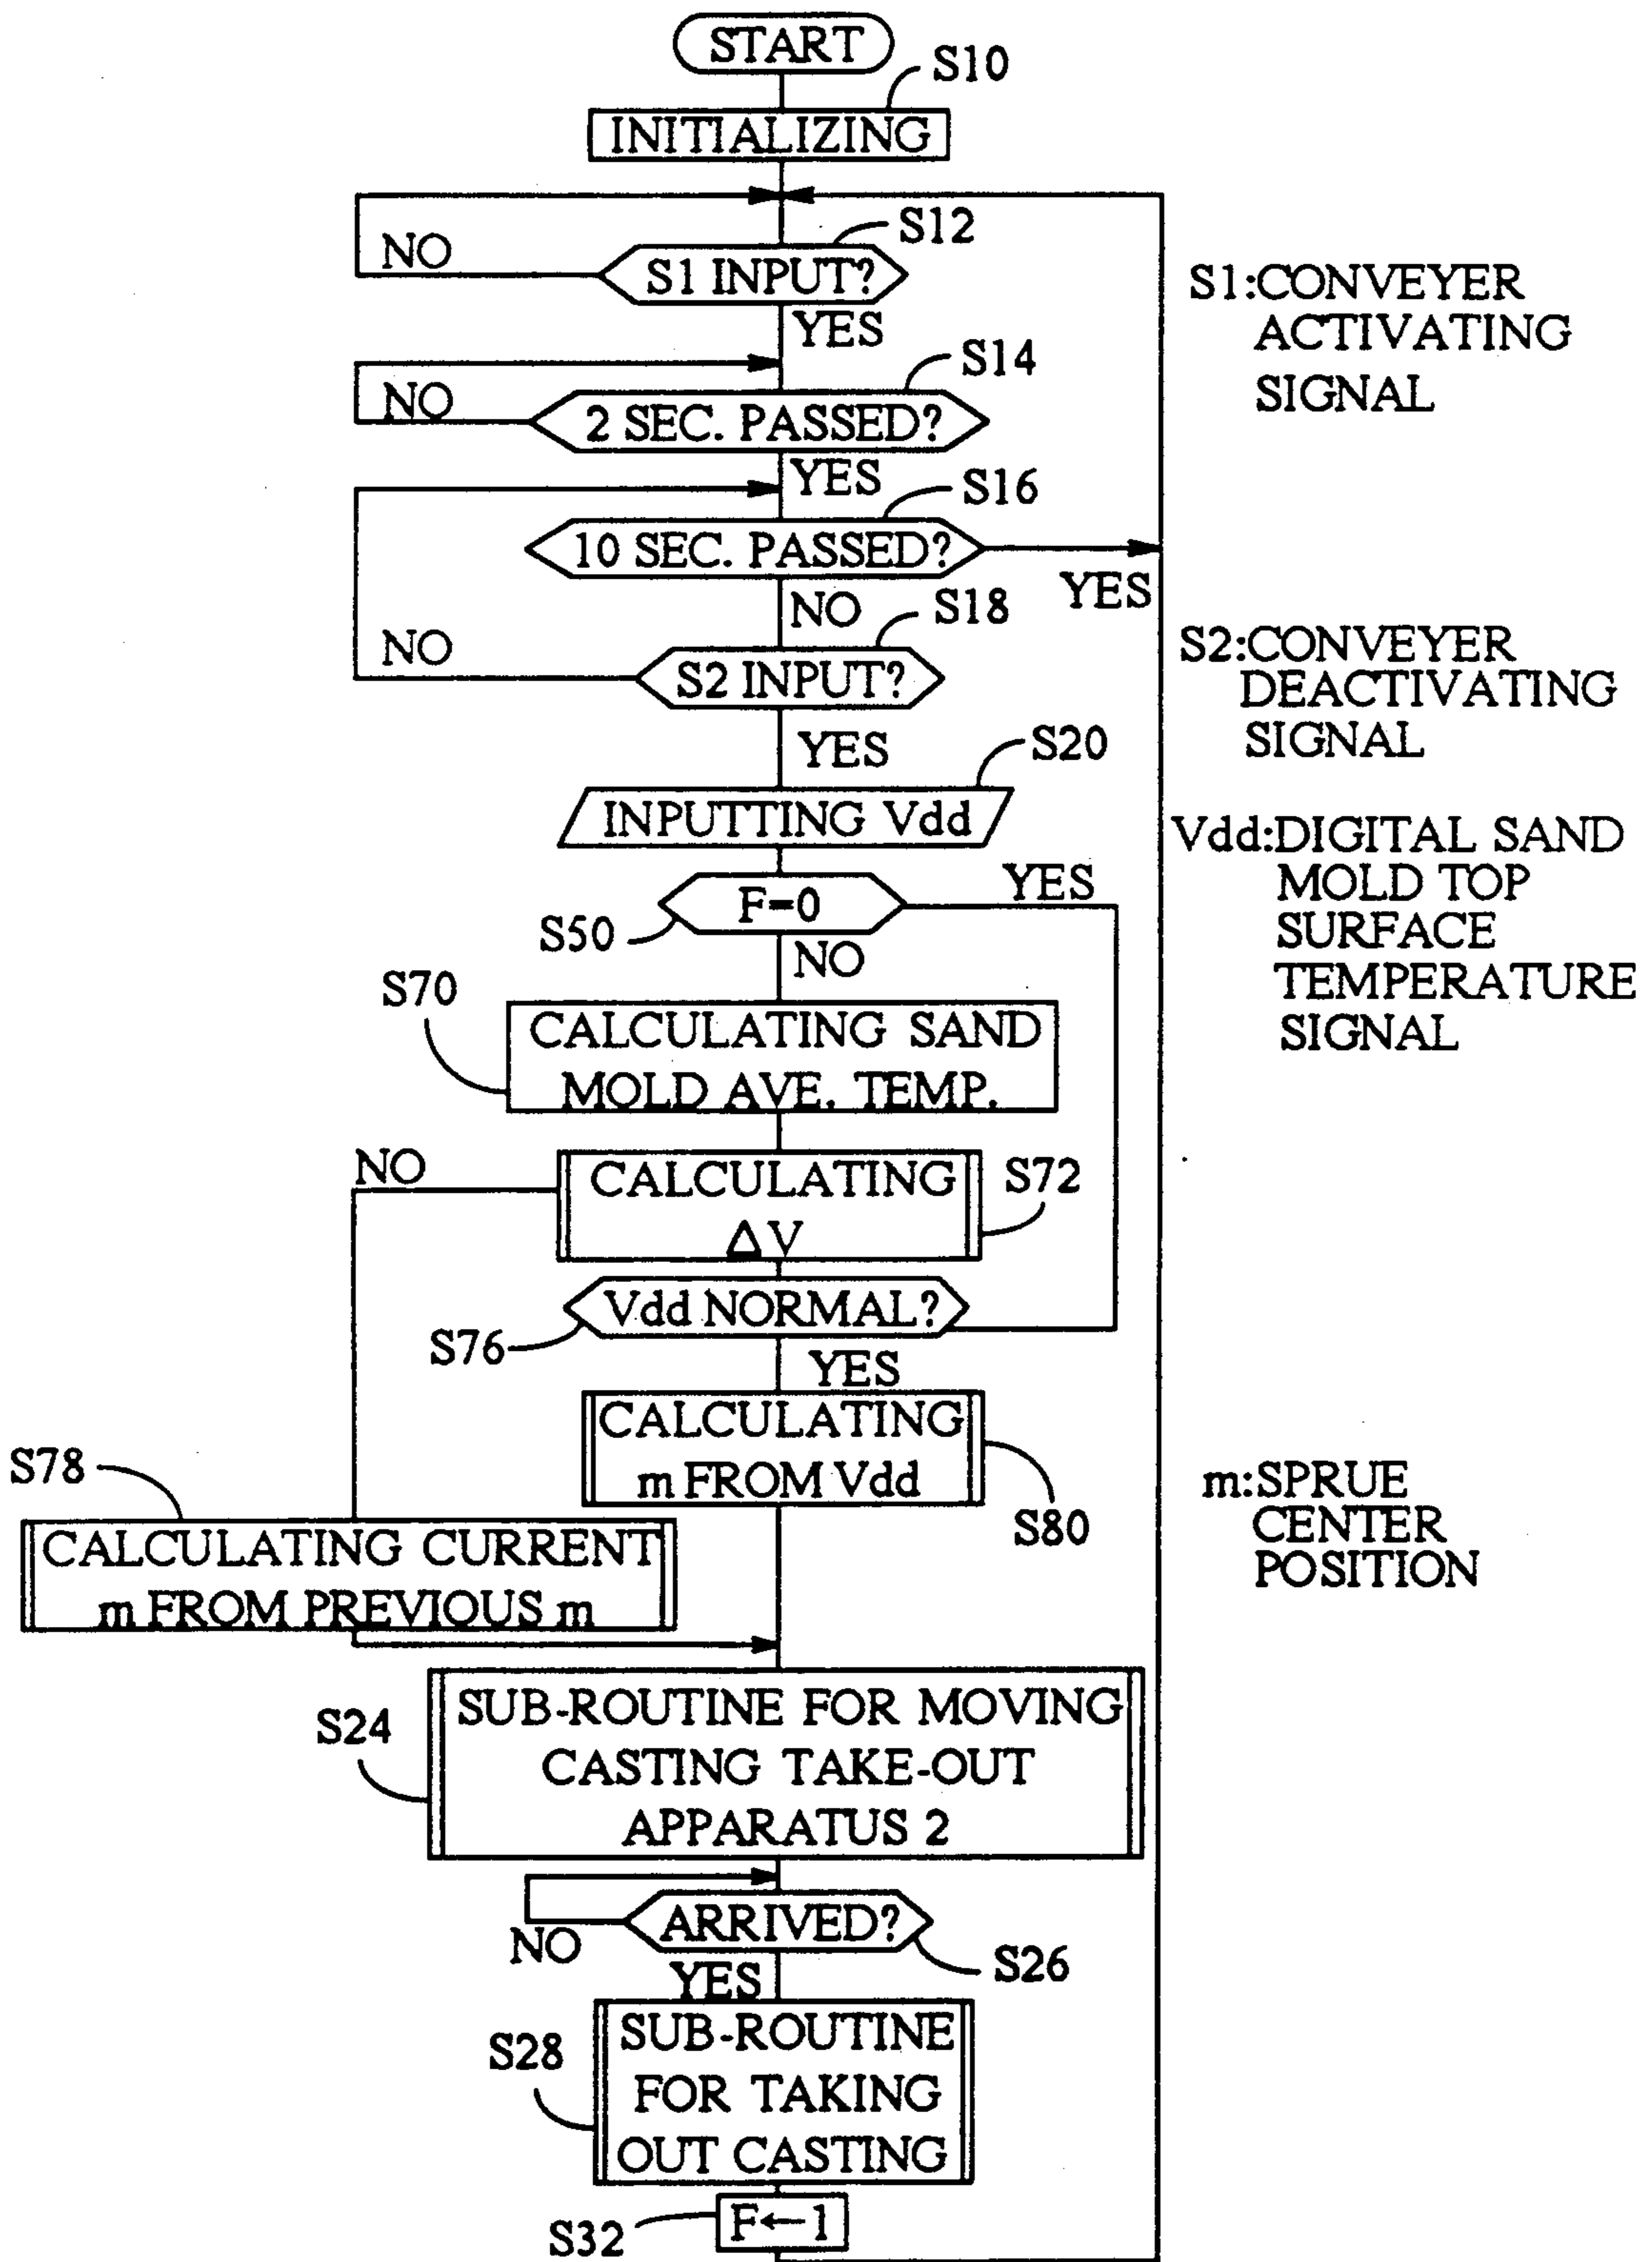 START
S10
INITIALIZING
S12
NO
S1 INPUT?
YES
S1:CONVEYER
ACTIVATING
SIGNAL
S14
NO
2 SEC. PASSED?
YES
S16
10 SEC. PASSED?
YES
NO
S18
NO
S2 INPUT?
YES
S2:CONVEYER
DEACTIVATING
SIGNAL
S20
INPUTTING Vdd
Vdd:DIGITAL SAND
MOLD TOP
SURFACE
TEMPERATURE
SIGNAL
F=0
YES
S50
NO
S70
CALCULATING SAND
MOLD AVE. TEMP.
NO
CALCULATING
ΔV
S72
Vdd NORMAL?
S76
YES
CALCULATING
m FROM Vdd
S80
S78
CALCULATING CURRENT
m FROM PREVIOUS m
m:SPRUE
CENTER
POSITION
S24
SUB-ROUTINE FOR MOVING
CASTING TAKE-OUT
APPARATUS 2
ARRIVED?
NO
S26
YES
S28
SUB-ROUTINE
FOR TAKING
OUT CASTING
S32
F←1